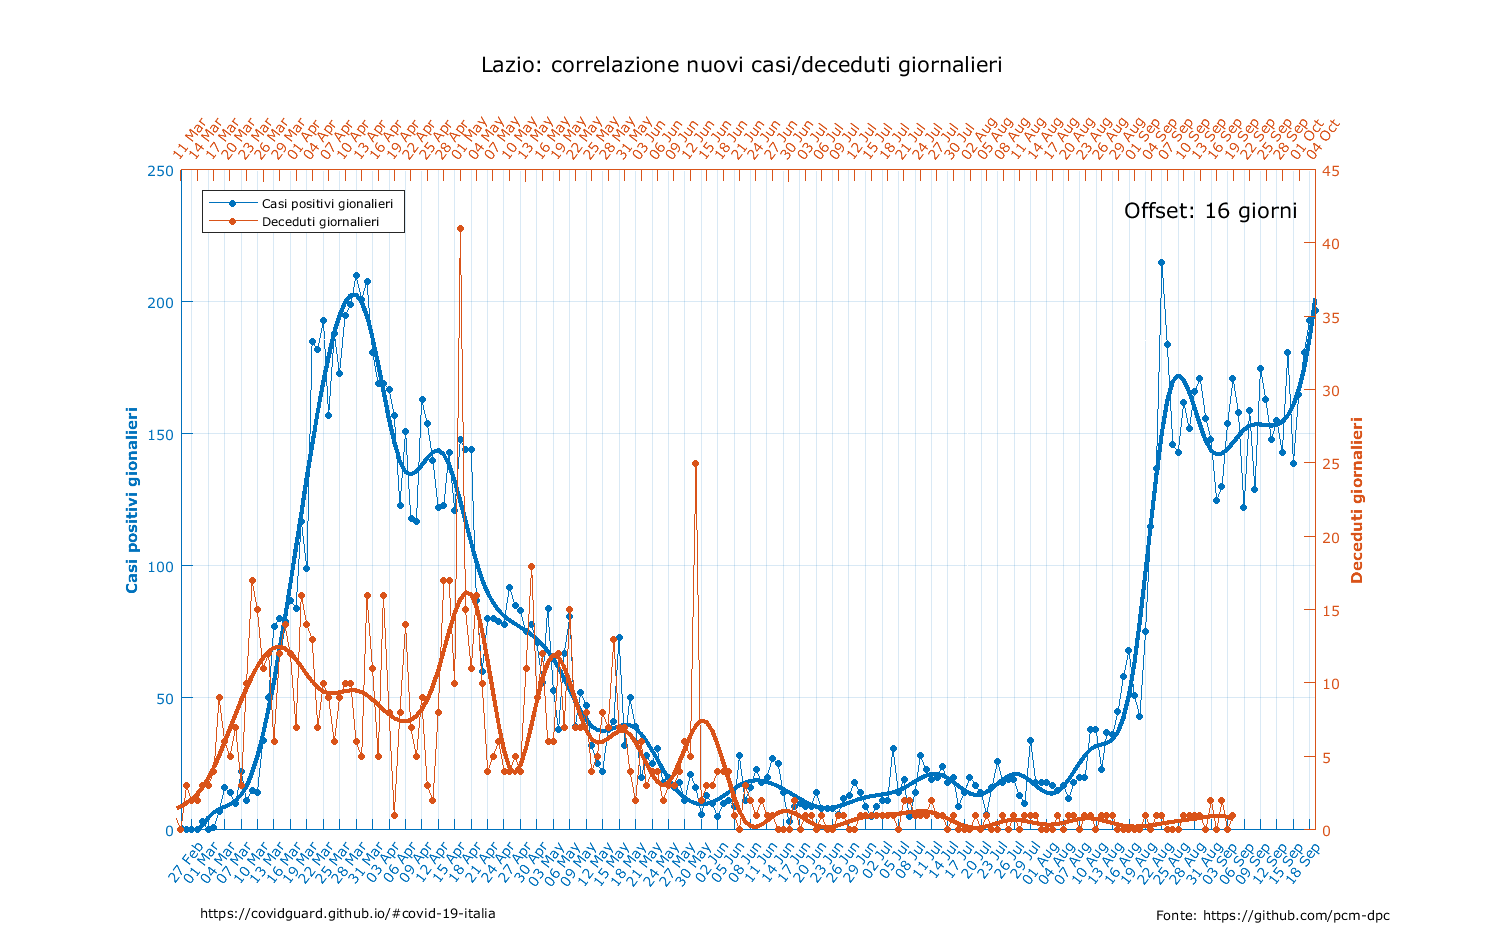 Lazio: correlazione nuovi casi/deceduti giornalieri
11 Mar
14 Mar
17 Mar
20 Mar
23 Mar
26 Mar
29 Mar
01 Apr
04 Apr
07 Apr
10 Apr
13 Apr
16 Apr
19 Apr
22 Apr
25 Apr
28 Apr
01 May
04 May
07 May
10 May
13 May
16 May
19 May
22 May
25 May
28 May
31 May
03 Jun
06 Jun
09 Jun
12 Jun
15 Jun
18 Jun
21 Jun
24 Jun
27 Jun
30 Jun
03 Jul
06 Jul
09 Jul
12 Jul
15 Jul
18 Jul
21 Jul
24 Jul
27 Jul
30 Jul
02 Aug
05 Aug
08 Aug
11 Aug
14 Aug
17 Aug
20 Aug
23 Aug
26 Aug
29 Aug
01 Sep
04 Sep
07 Sep
10 Sep
13 Sep
16 Sep
19 Sep
22 Sep
25 Sep
28 Sep
01 Oct
04 Oct
250
200
150
100
50
0
Casi positivi gionalieri
Casi positivi gionalieri
Deceduti giornalieri
Offset: 16 giorni
45
40
35
30
25
20
15
10
5
0
Deceduti giornalieri
27 Feb
01 Mar
04 Mar
07 Mar
10 Mar
13 Mar
16 Mar
19 Mar
22 Mar
25 Mar
28 Mar
31 Mar
03 Apr
06 Apr
09 Apr
12 Apr
15 Apr
18 Apr
21 Apr
24 Apr
27 Apr
30 Apr
03 May
06 May
09 May
12 May
15 May
18 May
21 May
24 May
27 May
30 May
02 Jun
05 Jun
08 Jun
11 Jun
14 Jun
17 Jun
20 Jun
23 Jun
26 Jun
29 Jun
02 Jul
05 Jul
08 Jul
11 Jul
14 Jul
17 Jul
20 Jul
23 Jul
26 Jul
29 Jul
01 Aug
04 Aug
07 Aug
10 Aug
13 Aug
16 Aug
19 Aug
22 Aug
25 Aug
28 Aug
31 Aug
03 Sep
06 Sep
09 Sep
12 Sep
15 Sep
18 Sep
https://covidguard.github.io/#covid-19-italia
Fonte: https://github.com/pcm-dpc